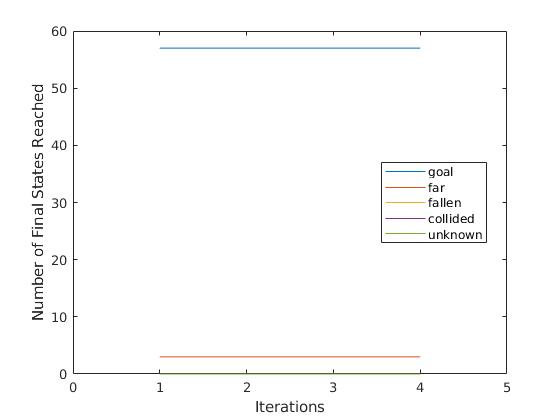 60
50
40
30
20
10
0
Number of Final States Reached
goal
far
fallen
collided
unknown
0 1 2 3 4 5
Iterations